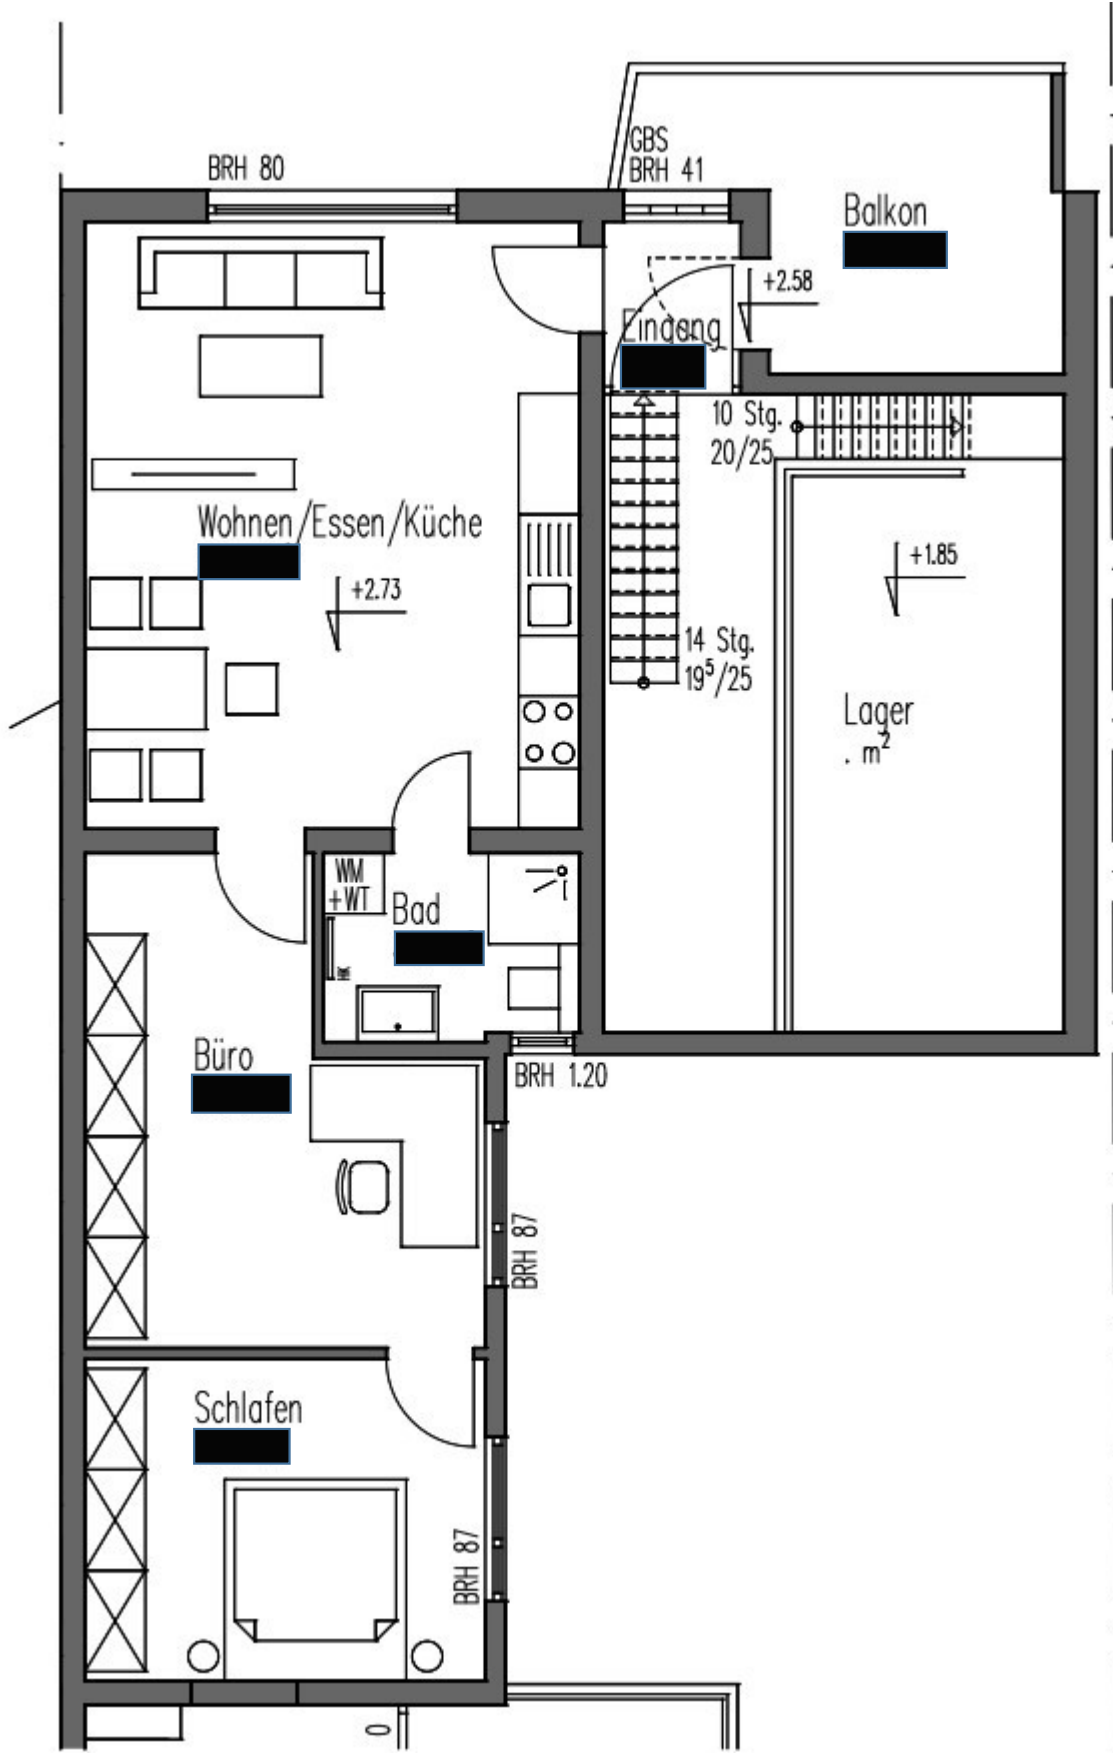 BRH 80
GBS
BRH 41
Balkon
+2.58
Eingang
10 Stg.
20/25
Wohnen/Essen/Küche
+2.73
+1.85
14 Stg.
19⁵/25
Lager
. m²
WM
+WT
Bad
HK
Büro
BRH 1.20
BRH 87
Schlafen
BRH 87
0